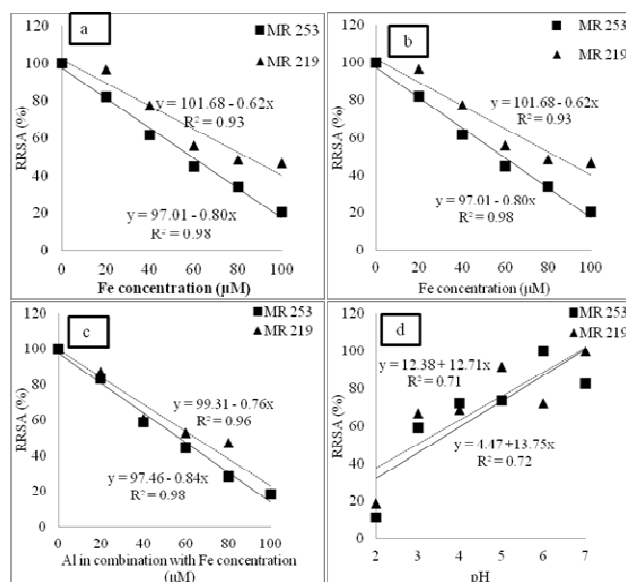 a
MR 253
MR 219
RRSA (%)
120
100
80
60
40
20
0
y = 101.68 - 0.62x
R² = 0.93
y = 97.01 - 0.80x
R² = 0.98
0 20 40 60 80 100
Fe concentration (µM)
b
MR 253
MR 219
RRSA (%)
120
100
80
60
40
20
0
y = 101.68 - 0.62x
R² = 0.93
y = 97.01 - 0.80x
R² = 0.98
0 20 40 60 80 100
Fe concentration (µM)
c
MR 253
MR 219
RRSA (%)
120
100
80
60
40
20
0
y = 99.31 - 0.76x
R² = 0.96
y = 97.46 - 0.84x
R² = 0.98
0 20 40 60 80 100
Al in combination with Fe concentration
(µM)
d
MR 253
MR 219
RRSA (%)
120
100
80
60
40
20
0
y = 12.38 + 12.71x
R² = 0.71
y = 4.47+13.75x
R² = 0.72
2 3 4 5 6 7
pH